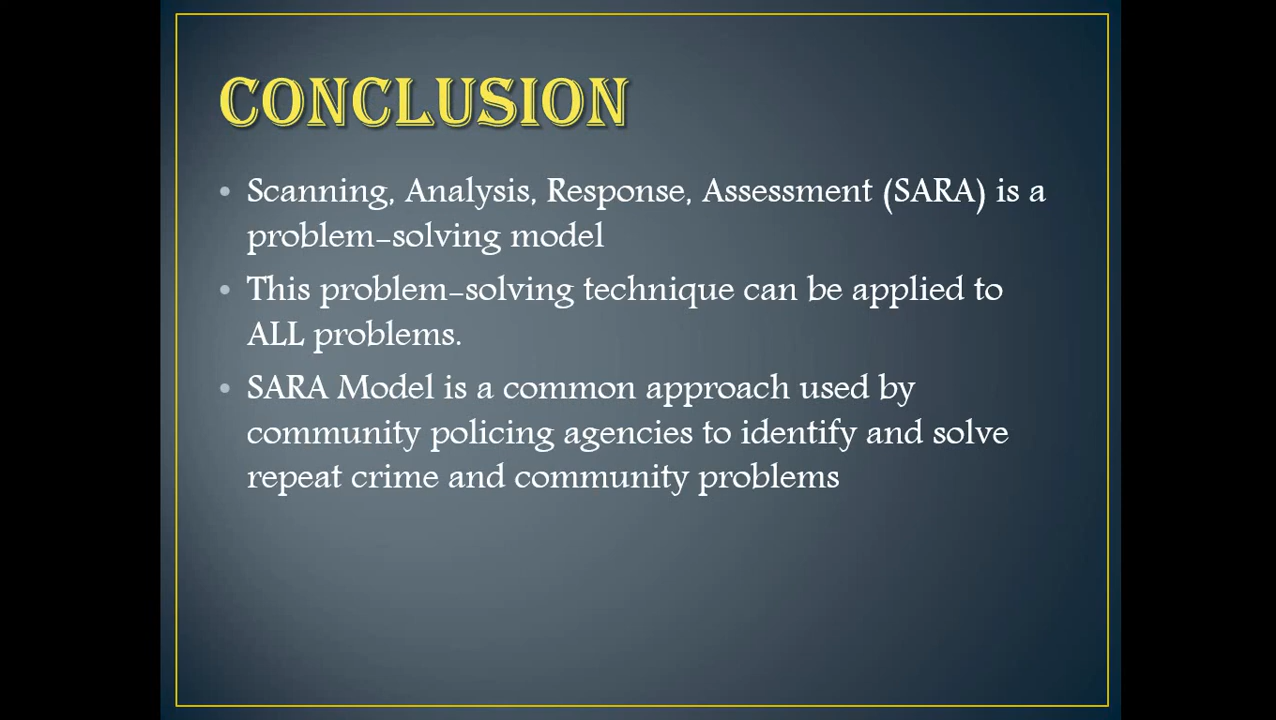 CONCLUSION
• Scanning, Analysis, Response, Assessment (SARA) is a
problem-solving model
• This problem-solving technique can be applied to
ALL problems.
• SARA Model is a common approach used by
community policing agencies to identify and solve
repeat crime and community problems